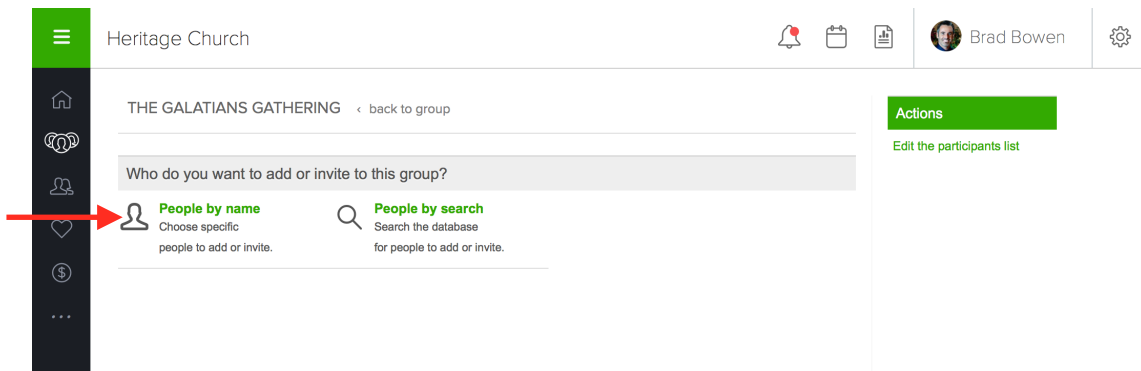 Heritage Church
Brad Bowen
THE GALATIANS GATHERING ‹ back to group
Actions
Edit the participants list
Who do you want to add or invite to this group?
People by name
Choose specific
people to add or invite.
People by search
Search the database
for people to add or invite.